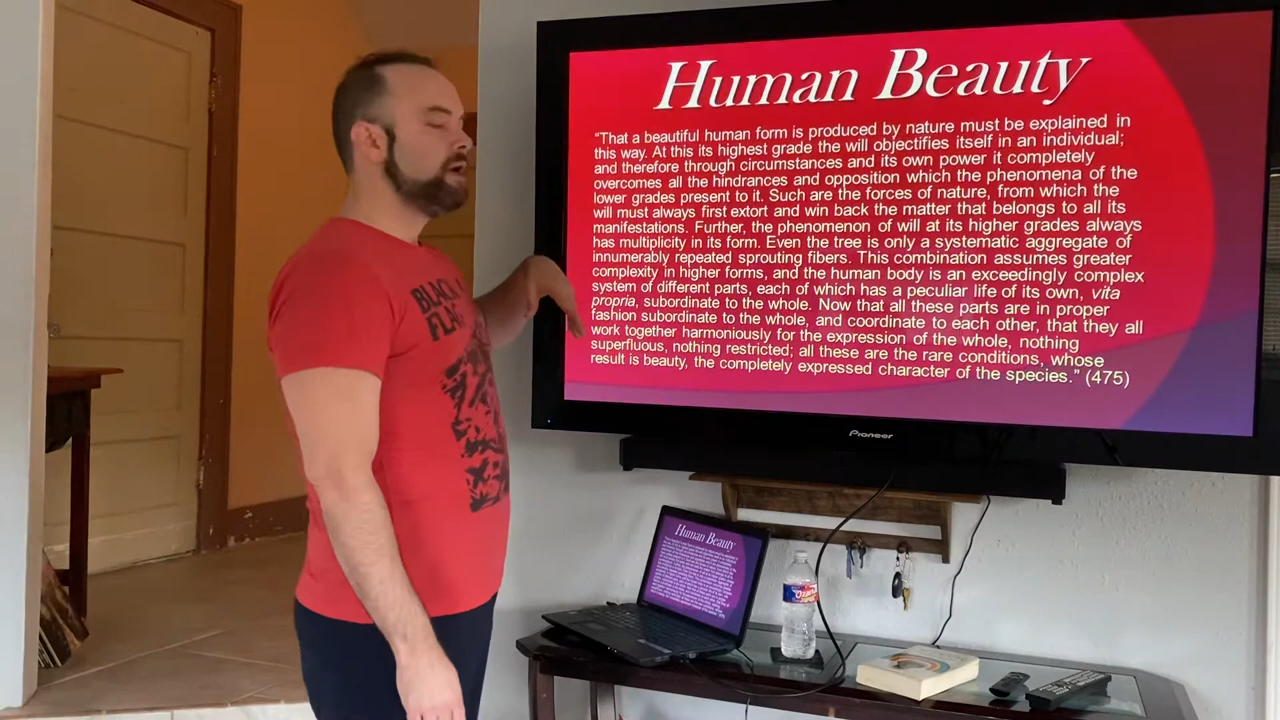 Human Beauty
"That a beautiful human form is produced by nature must be explained in
this way. At this its highest grade the will objectifies itself in an individual;
and therefore through circumstances and its own power it completely
overcomes all the hindrances and opposition which the phenomena of the
lower grades present to it. Such are the forces of nature, from which the
will must always first extort and win back the matter that belongs to all its
manifestations. Further, the phenomenon of will at its higher grades always
has multiplicity in its form. Even the tree is only a systematic aggregate of
innumerably repeated sprouting fibers. This combination assumes greater
complexity in higher forms, and the human body is an exceedingly complex
system of different parts, each of which has a peculiar life of its own, vita
propria, subordinate to the whole. Now that all these parts are in proper
fashion subordinate to the whole, and coordinate to each other, that they all
work together harmoniously for the expression of the whole, nothing
superfluous, nothing restricted; all these are the rare conditions, whose
result is beauty, the completely expressed character of the species." (475)
Pioneer
BLACK
FLAG
Human Beauty
Ozarka